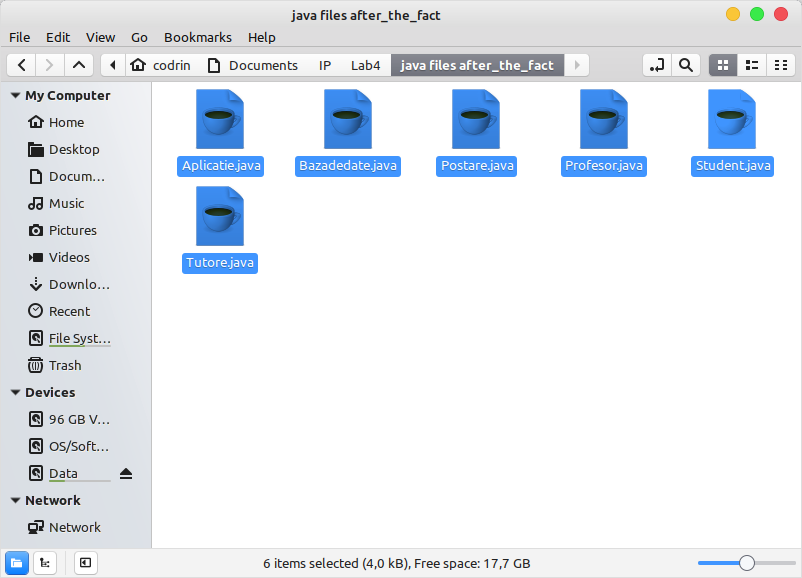 java files after_the_fact
File Edit View Go Bookmarks Help
codrin Documents IP Lab4 java files after_the_fact
My Computer
Home
Desktop
Docum...
Music
Pictures
Videos
Downlo...
Recent
File Syst...
Trash
Devices
96 GB V...
OS/Soft...
Data
Network
Network
Aplicatie.java Bazadedate.java Postare.java Profesor.java Student.java
Tutore.java
6 items selected (4,0 kB), Free space: 17,7 GB